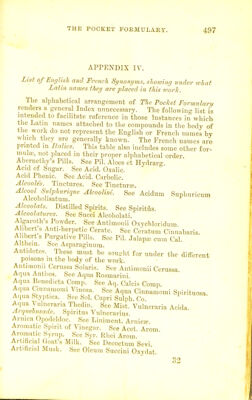 THE POCKET FORMULARY. 497
APPENDIX IV.
List of English and French Synonyms, showing under what
Latin names they are placed in this work.
The alphabetical arrangement of The Pocket Formulary
renders a general Index unnecessary. The following list is
intended to facilitate reference in those instances in which
the Latin names attached to the compounds in the body of
the work do not represent the English or French names by
which they are generally known. The French names are
printed in Italics. This table also includes some other for-
mulæ, not placed in their proper alphabetical order.
Abernethy's Pills. See Pil. Aloes et Hydrarg.
Acid of Sugar. See Acid. Oxalic.
Acid Phenic. See Acid. Carbolic.
Alcoolés. Tinctures. See Tincturæ.
Alcool Sulphurique Alcoolisé. See Acidum Sulphuricum
Alcoholisatum.
Alcoolats. Distilled Spirits. See Spiritûs.
Alcoolatures. See Succi Alcoholati.
Algaroth's Powder. See Antimonii Oxychloridum.
Alibert's Anti-herpetic Cerate. See Ceratum Cinnabaris.
Alibert's Purgative Pills. See Pil. Jalapæ cum Cal.
Althein. See Asparaginum.
Antidotes. These must be sought for under the different
poisons in the body of the work.
Antimonii Cerussa Solaris. See Antimonii Cerussa.
Aqua Anthos. See Aqua Rosmarini.
Aqua Benedicta Comp. See Aq. Calcis Comp.
Aqua Cinnamomi Vinosa. See Aqua Cinnamomi Spirituosa.
Aqua Styptica. See Sol. Cupri Sulph. Co.
Aqua Vulneraria Thedin. See Mist. Vulneraria Acida.
Arquebusade. Spiritus Vulnerarius.
Arnica Opodeldoc. See Liniment. Arnicæ.
Aromatic Spirit of Vinegar. See Acet. Arom.
Aromatic Syrup. See Syr. Rhei Arom.
Artificial Goat's Milk. See Decoctum Sevi.
Artificial Musk. See Oleum Succini Oxydat.
32